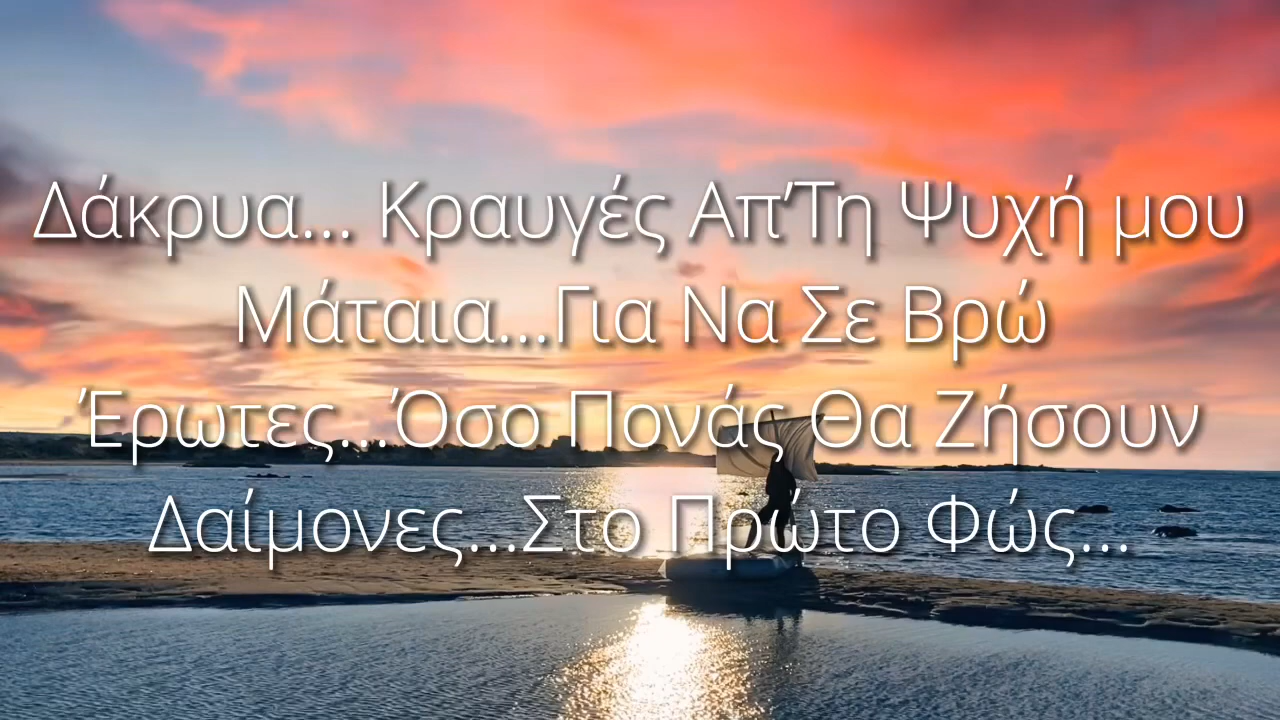 Δάκρυα... Κραυγές Απ'Τη Ψυχή μου
Μάταια...Για Να Σε Βρώ
Έρωτες...Όσο Πονάς Θα Ζήσουν
Δαίμονες...Στο Πρώτο Φώς...